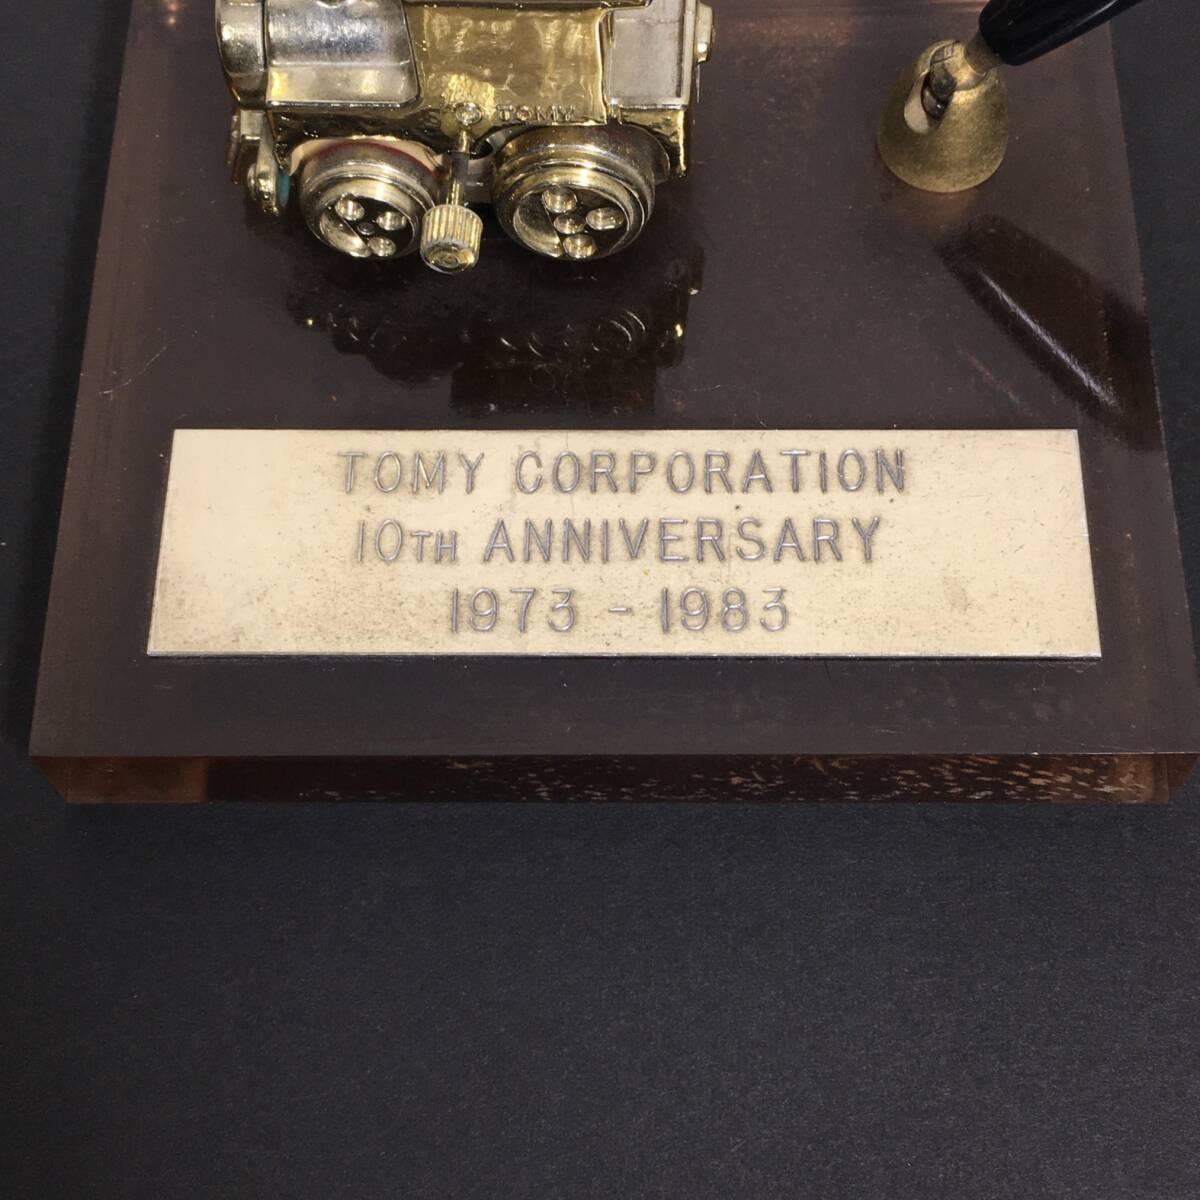 TOMY
TOMY CORPORATION
10TH ANNIVERSARY
1973 - 1983